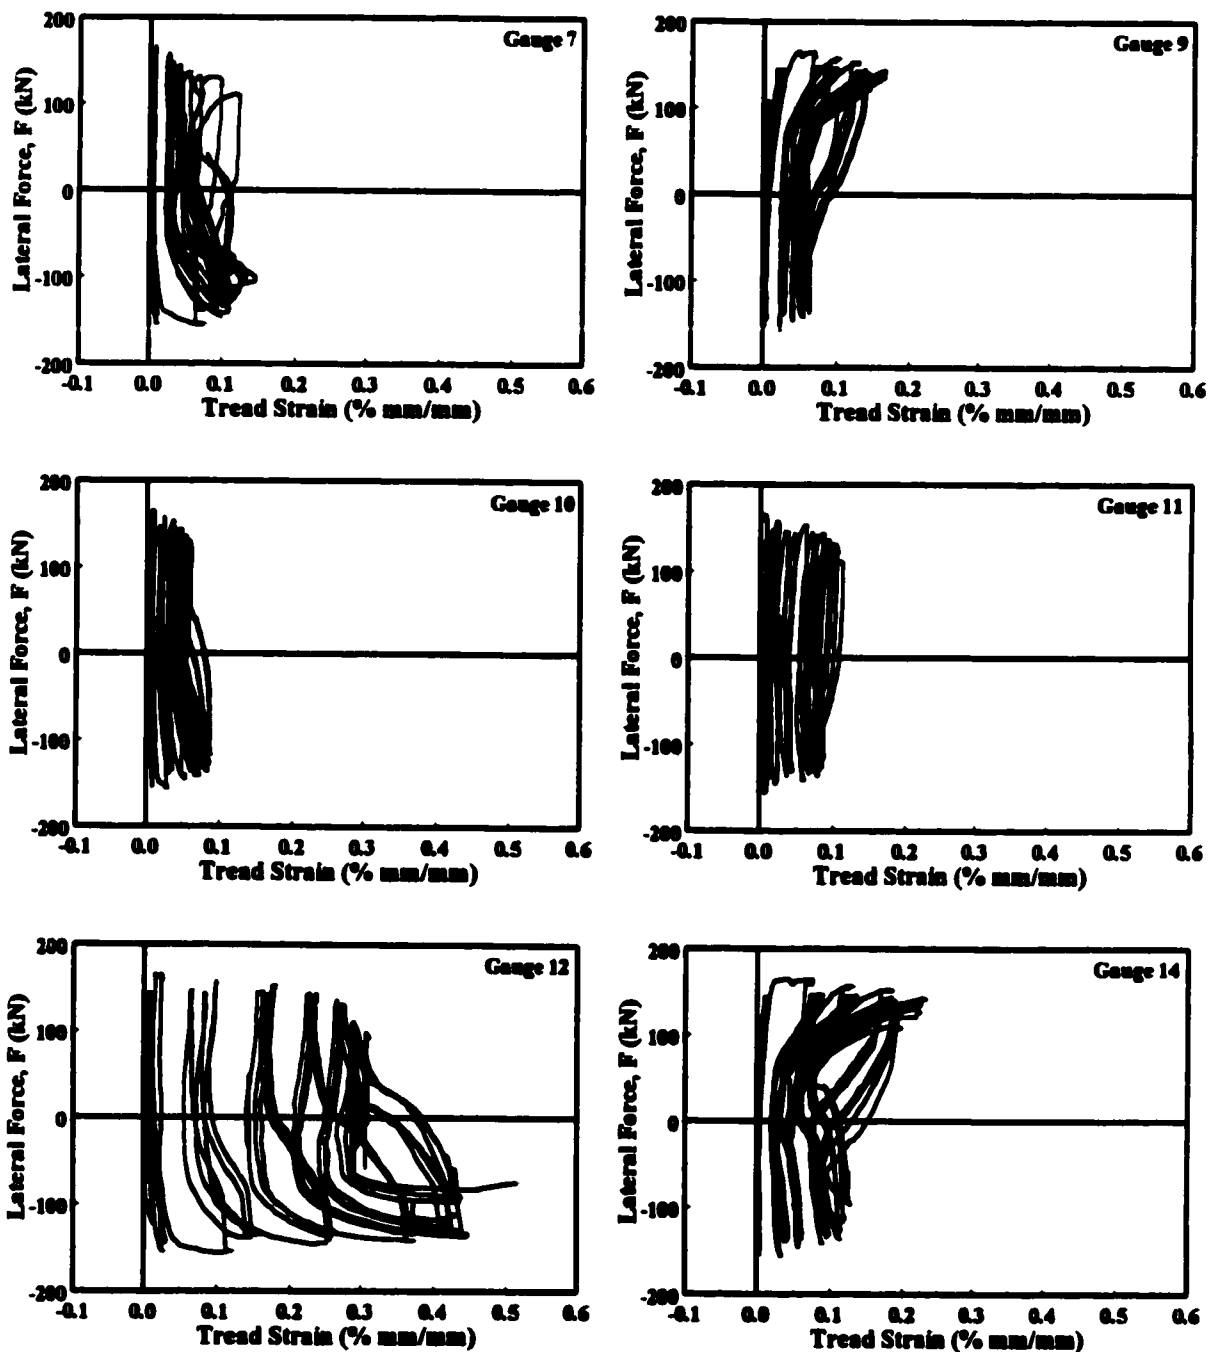 Gauge 7
Lateral Force, F (kN)
200
100
0
-100
-200
-0.1 0.0 0.1 0.2 0.3 0.4 0.5 0.6
Tread Strain (% mm/mm)
Gauge 9
Lateral Force, F (kN)
200
100
0
-100
-200
-0.1 0.0 0.1 0.2 0.3 0.4 0.5 0.6
Tread Strain (% mm/mm)
Gauge 10
Lateral Force, F (kN)
200
100
0
-100
-200
-0.1 0.0 0.1 0.2 0.3 0.4 0.5 0.6
Tread Strain (% mm/mm)
Gauge 11
Lateral Force, F (kN)
200
100
0
-100
-200
-0.1 0.0 0.1 0.2 0.3 0.4 0.5 0.6
Tread Strain (% mm/mm)
Gauge 12
Lateral Force, F (kN)
200
100
0
-100
-200
-0.1 0.0 0.1 0.2 0.3 0.4 0.5 0.6
Tread Strain (% mm/mm)
Gauge 14
Lateral Force, F (kN)
200
100
0
-100
-200
-0.1 0.0 0.1 0.2 0.3 0.4 0.5 0.6
Tread Strain (% mm/mm)